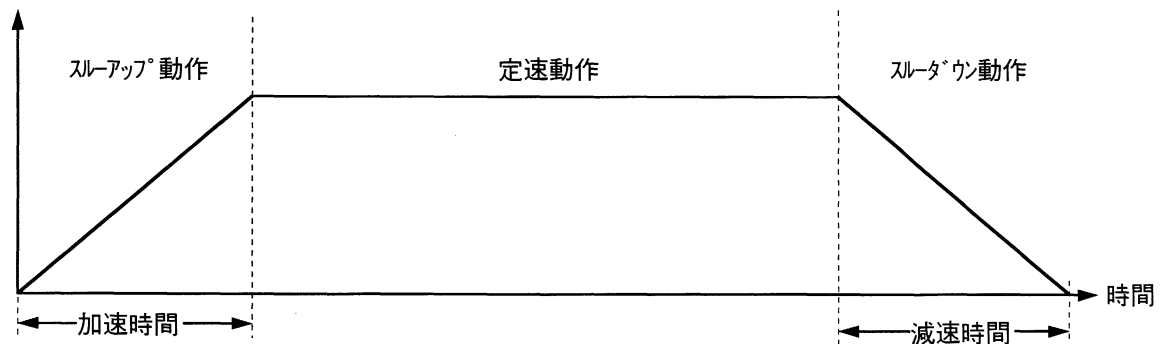 スルーアップ動作
定速動作
スルーダウン動作
時間
加速時間
減速時間